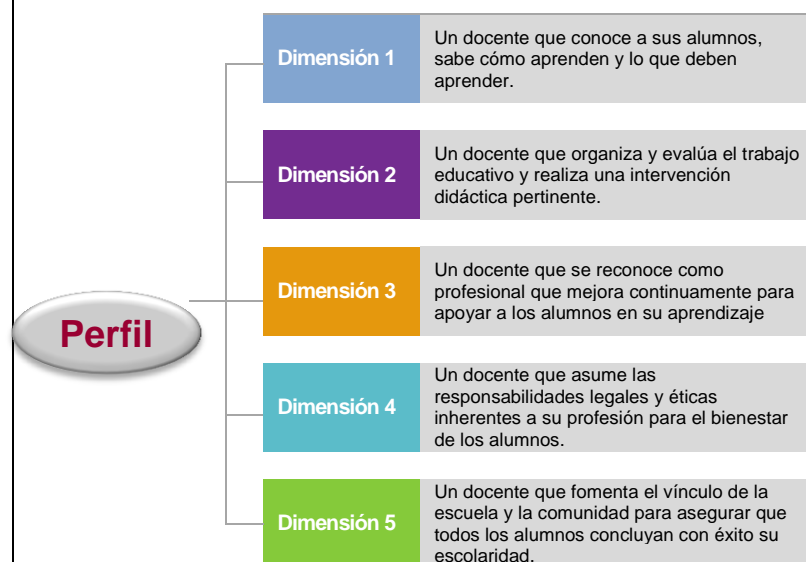 Perfil
Dimensión 1
Un docente que conoce a sus alumnos,
sabe cómo aprenden y lo que deben
aprender.
Dimensión 2
Un docente que organiza y evalúa el trabajo
educativo y realiza una intervención
didáctica pertinente.
Dimensión 3
Un docente que se reconoce como
profesional que mejora continuamente para
apoyar a los alumnos en su aprendizaje
Dimensión 4
Un docente que asume las
responsabilidades legales y éticas
inherentes a su profesión para el bienestar
de los alumnos.
Dimensión 5
Un docente que fomenta el vínculo de la
escuela y la comunidad para asegurar que
todos los alumnos concluyan con éxito su
escolaridad.